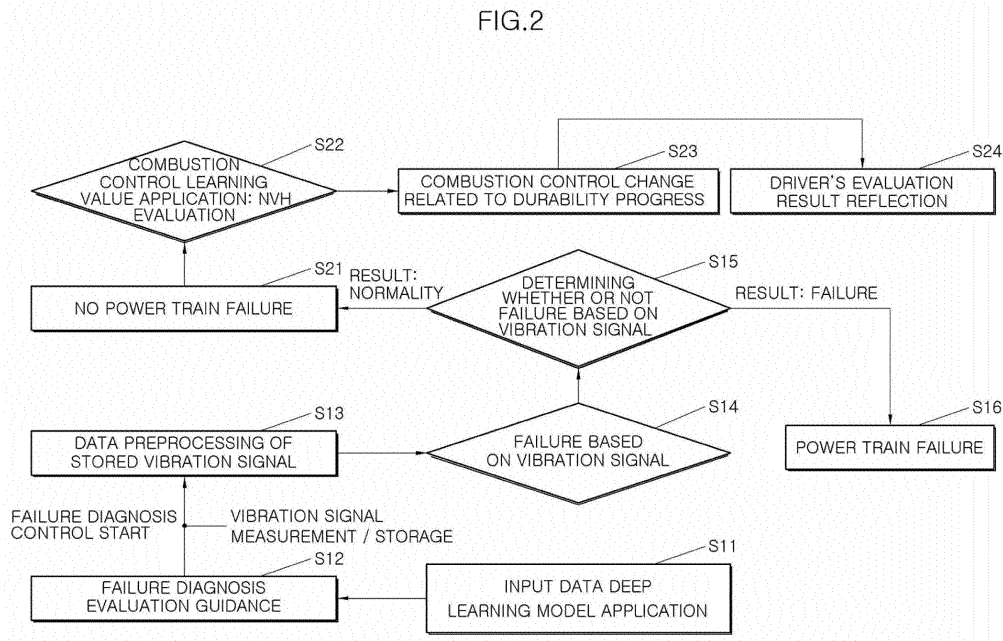 FIG.2
S22
COMBUSTION
CONTROL LEARNING
VALUE APPLICATION: NVH
EVALUATION
S23
COMBUSTION CONTROL CHANGE
RELATED TO DURABILITY PROGRESS
S24
DRIVER'S EVALUATION
RESULT REFLECTION
S21
NO POWER TRAIN FAILURE
RESULT:
NORMALITY
S15
DETERMINING
WHETHER OR NOT
FAILURE BASED ON
VIBRATION SIGNAL
RESULT: FAILURE
S13
DATA PREPROCESSING OF
STORED VIBRATION SIGNAL
S14
FAILURE BASED
ON VIBRATION SIGNAL
S16
POWER TRAIN FAILURE
FAILURE DIAGNOSIS
CONTROL START
VIBRATION SIGNAL
MEASUREMENT / STORAGE
S12
FAILURE DIAGNOSIS
EVALUATION GUIDANCE
S11
INPUT DATA DEEP
LEARNING MODEL APPLICATION